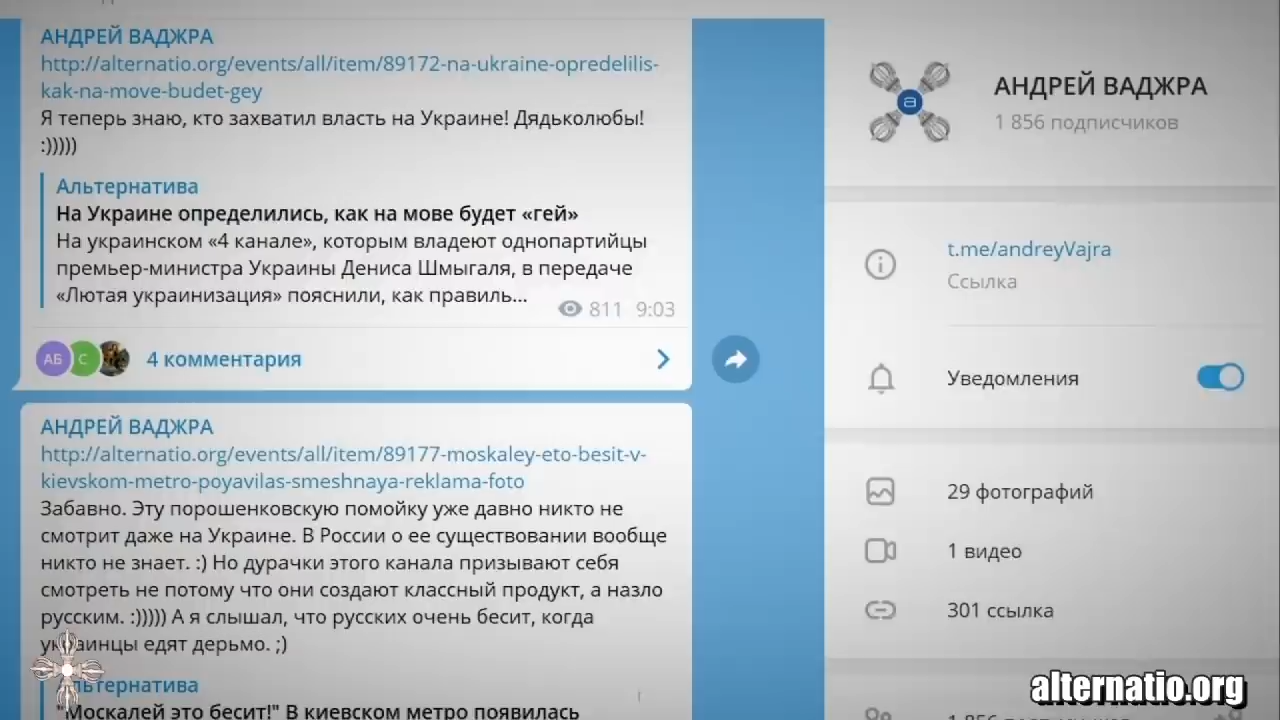 АНДРЕЙ ВАДЖРА
http://alternatio.org/events/all/item/89172-na-ukraine-opredelilis-
kak-na-move-budet-gey
Я теперь знаю, кто захватил власть на Украине! Дядьколюбы!
:)))))
Альтернатива
На Украине определились, как на мове будет «гей»
На украинском «4 канале», которым владеют однопартийцы
премьер-министра Украины Дениса Шмыгаля, в передаче
«Лютая украинизация» пояснили, как правиль...
811 9:03
АБ С
4 комментария
АНДРЕЙ ВАДЖРА
http://alternatio.org/events/all/item/89177-moskaley-eto-besit-v-
kievskom-metro-poyavilas-smeshnaya-reklama-foto
Забавно. Эту порошенковскую помойку уже давно никто не
смотрит даже на Украине. В России о ее существовании вообще
никто не знает. :) Но дурачки этого канала призывают себя
смотреть не потому что они создают классный продукт, а назло
русским. :))))) А я слышал, что русских очень бесит, когда
украинцы едят дерьмо. ;)
Альтернатива
"Москалей это бесит!" В киевском метро появилась
a
АНДРЕЙ ВАДЖРА
1 856 подписчиков
t.me/andreyVajra
Ссылка
Уведомления
29 фотографий
1 видео
301 ссылка
alternatio.org